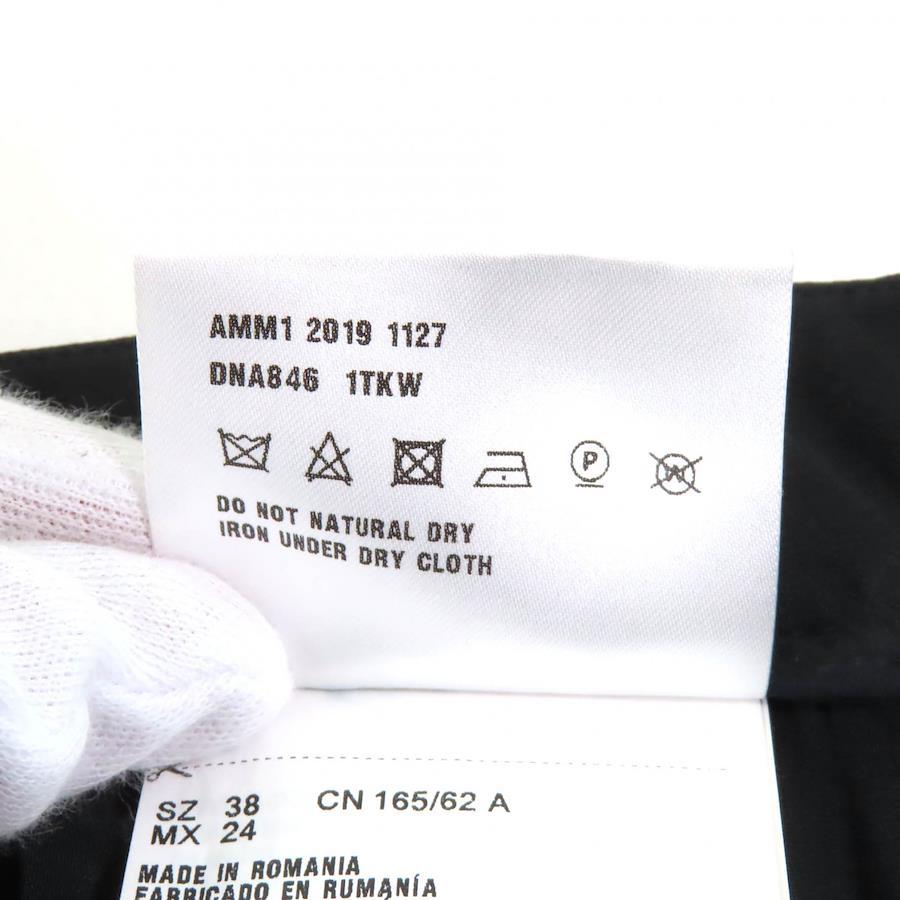 AMM1 2019 1127
DNA846 1TKW
P
W
DO NOT NATURAL DRY
IRON UNDER DRY CLOTH
SZ 38 CN 165/62 A
MX 24
MADE IN ROMANIA
FABRICADO EN RUMANÍA